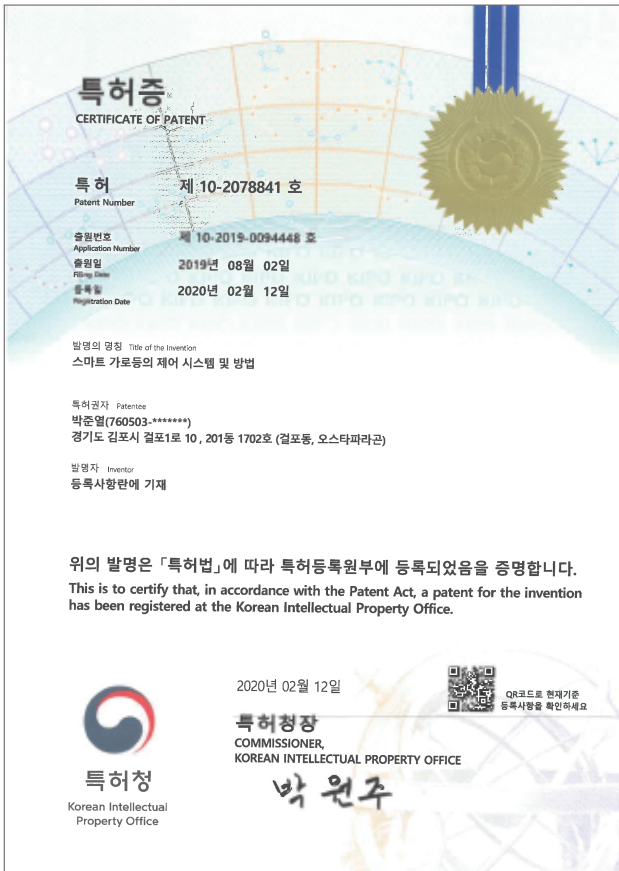 특허증
CERTIFICATE OF PATENT
특허 제 10-2078841 호
Patent Number
출원번호 제 10-2019-0094448 호
Application Number
출원일 2019년 08월 02일
Filing Date
등록일 2020년 02월 12일
Registration Date
발명의 명칭 Title of the Invention
스마트 가로등의 제어 시스템 및 방법
특허권자 Patentee
박준열(760503-*******)
경기도 김포시 걸포1로 10 , 201동 1702호 (걸포동, 오스타파라곤)
발명자 Inventor
등록사항란에 기재
위의 발명은 「특허법」에 따라 특허등록원부에 등록되었음을 증명합니다.
This is to certify that, in accordance with the Patent Act, a patent for the invention
has been registered at the Korean Intellectual Property Office.
2020년 02월 12일
QR코드로 현재기준
등록사항을 확인하세요
특허청장
COMMISSIONER,
KOREAN INTELLECTUAL PROPERTY OFFICE
박원주
특허청
Korean Intellectual
Property Office